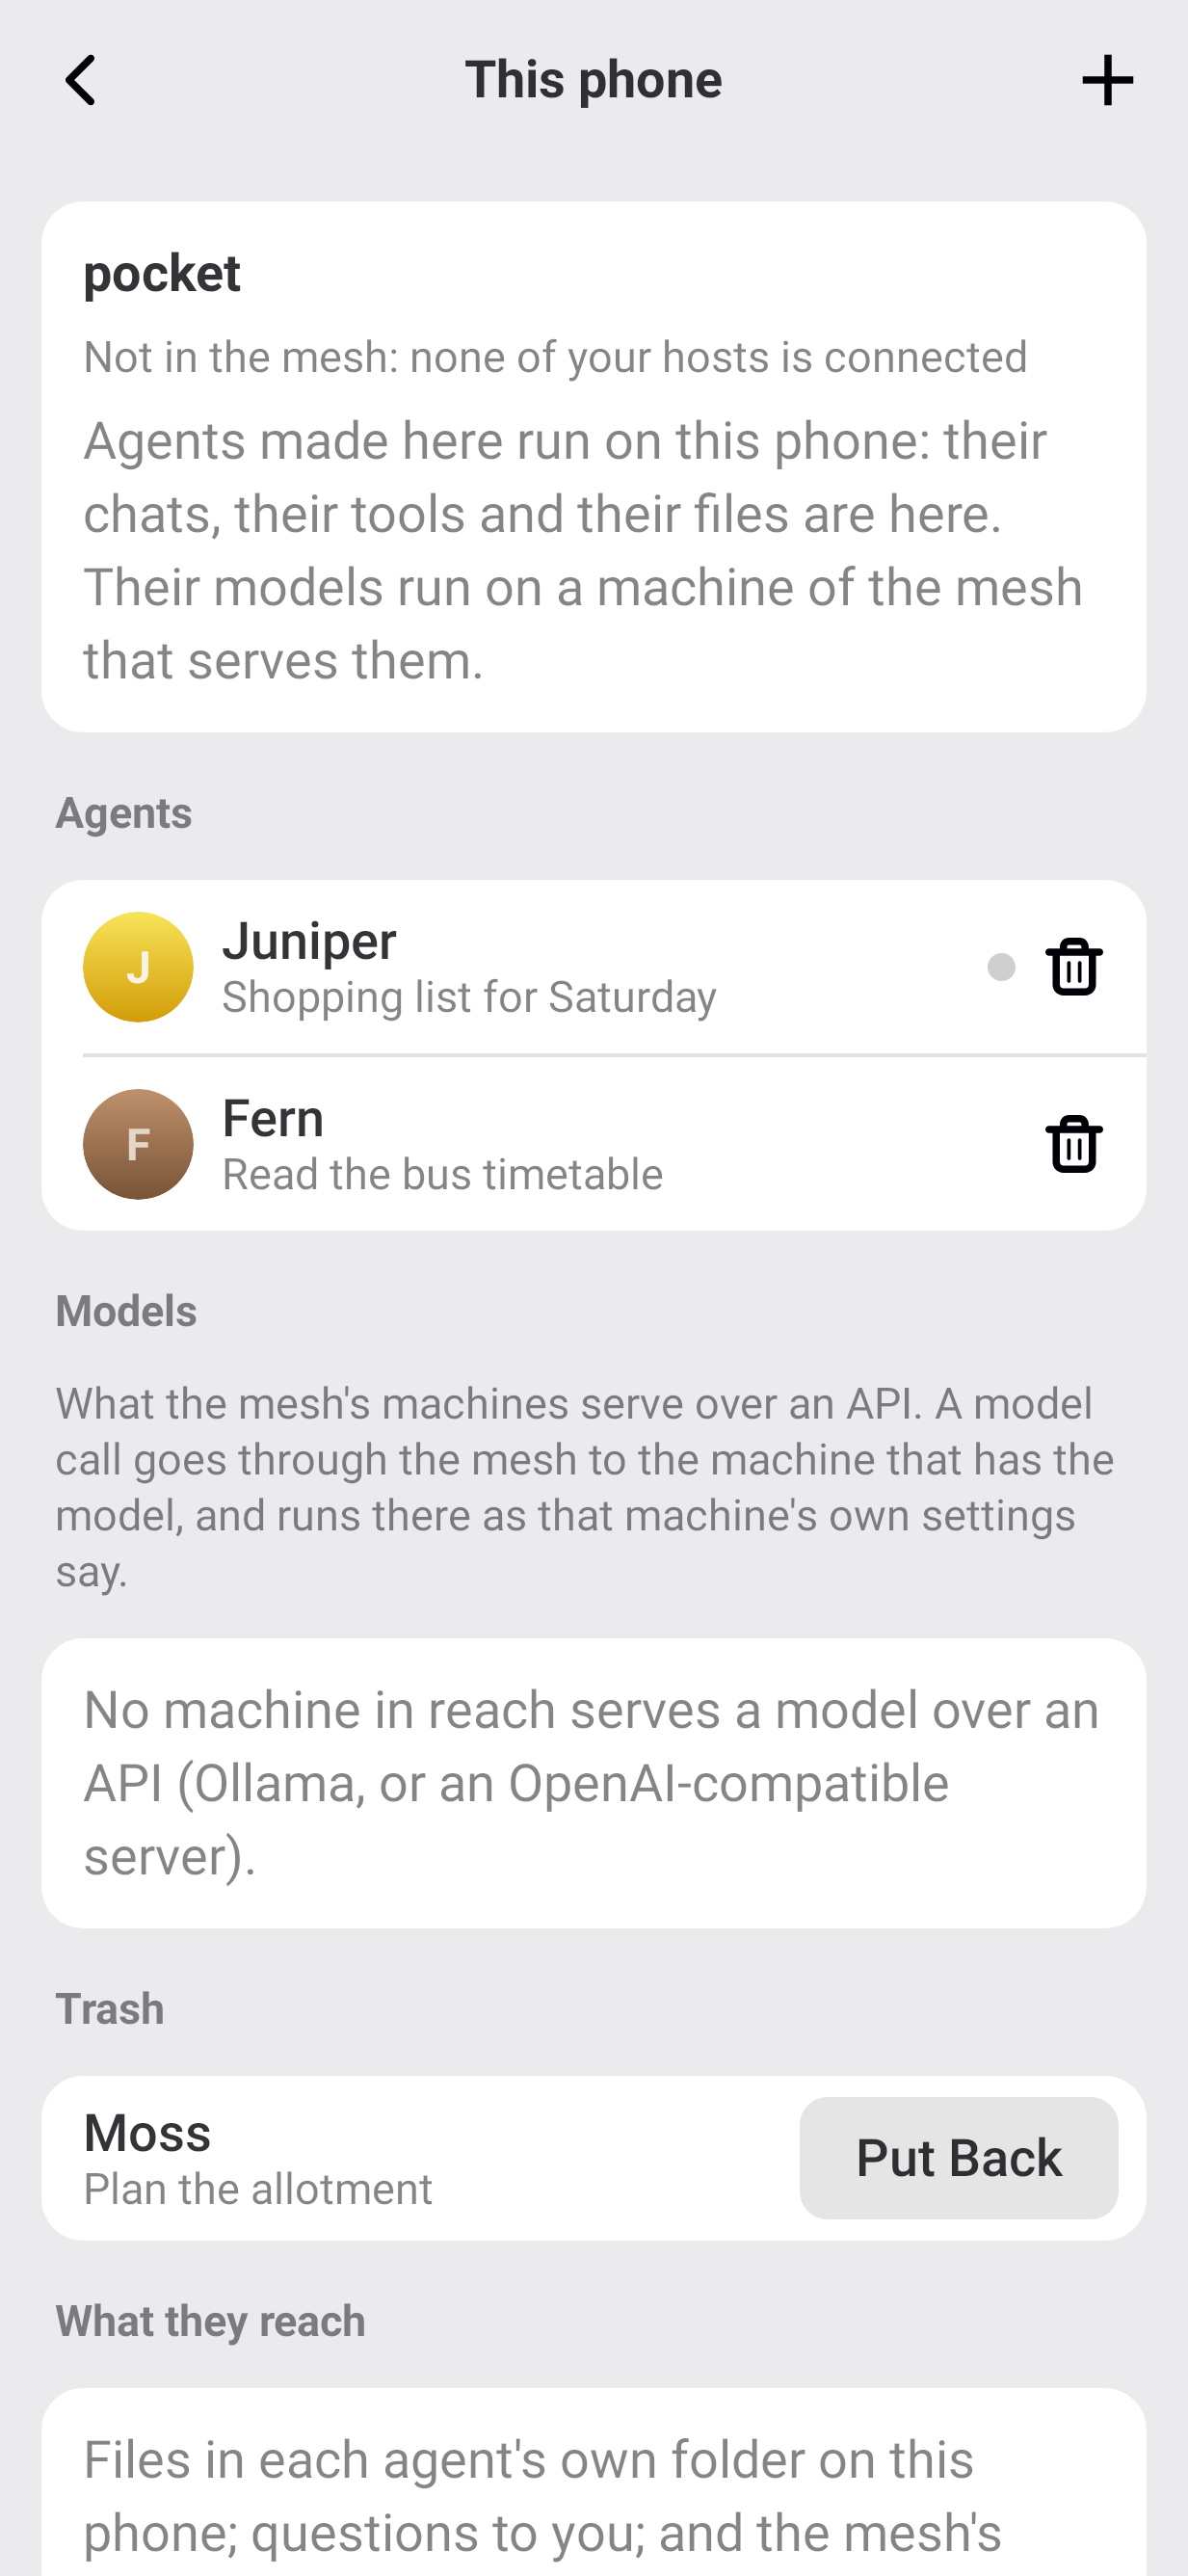 This phone
pocket
Not in the mesh: none of your hosts is connected
Agents made here run on this phone: their
chats, their tools and their files are here.
Their models run on a machine of the mesh
that serves them.
Agents
J
Juniper
Shopping list for Saturday
F
Fern
Read the bus timetable
Models
What the mesh's machines serve over an API. A model
call goes through the mesh to the machine that has the
model, and runs there as that machine's own settings
say.
No machine in reach serves a model over an
API (Ollama, or an OpenAI-compatible
server).
Trash
Moss
Plan the allotment
Put Back
What they reach
Files in each agent's own folder on this
phone; questions to you; and the mesh's